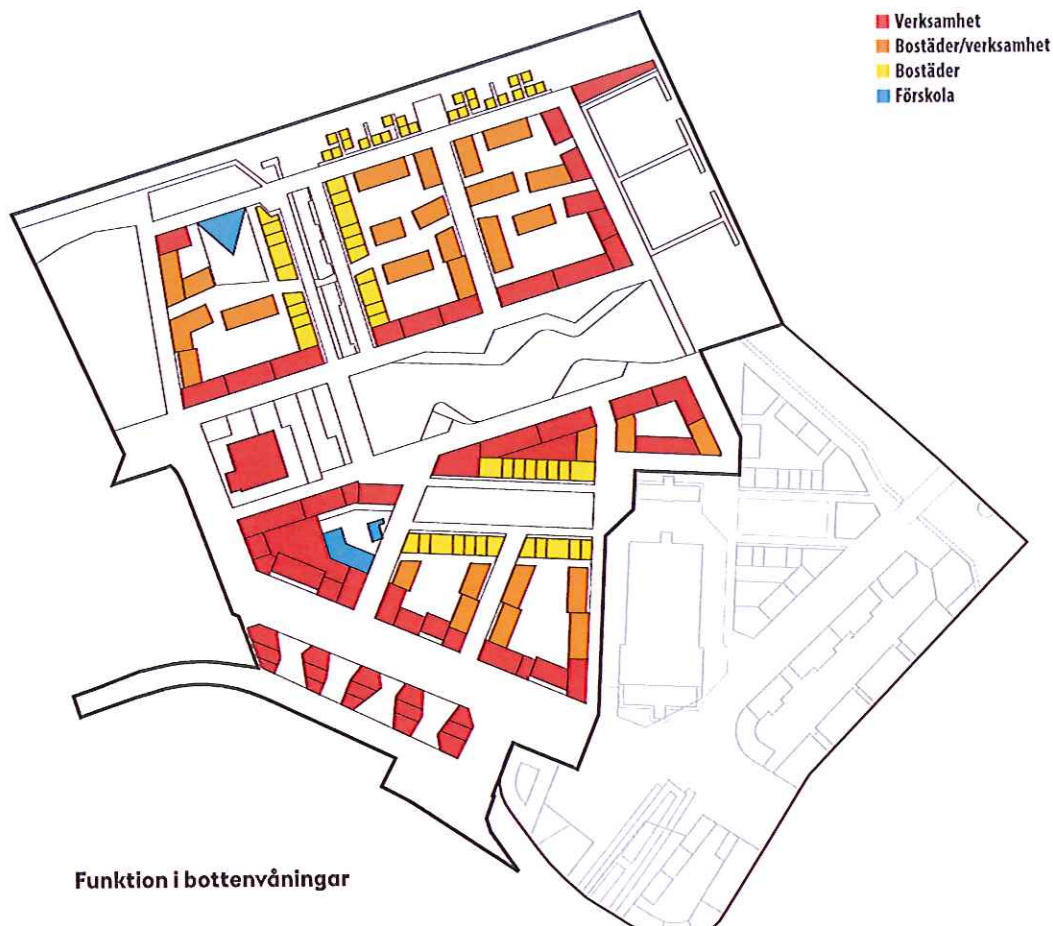 Verksamhet
Bostäder/verksamhet
Bostäder
Förskola
Funktion i bottenvåningar